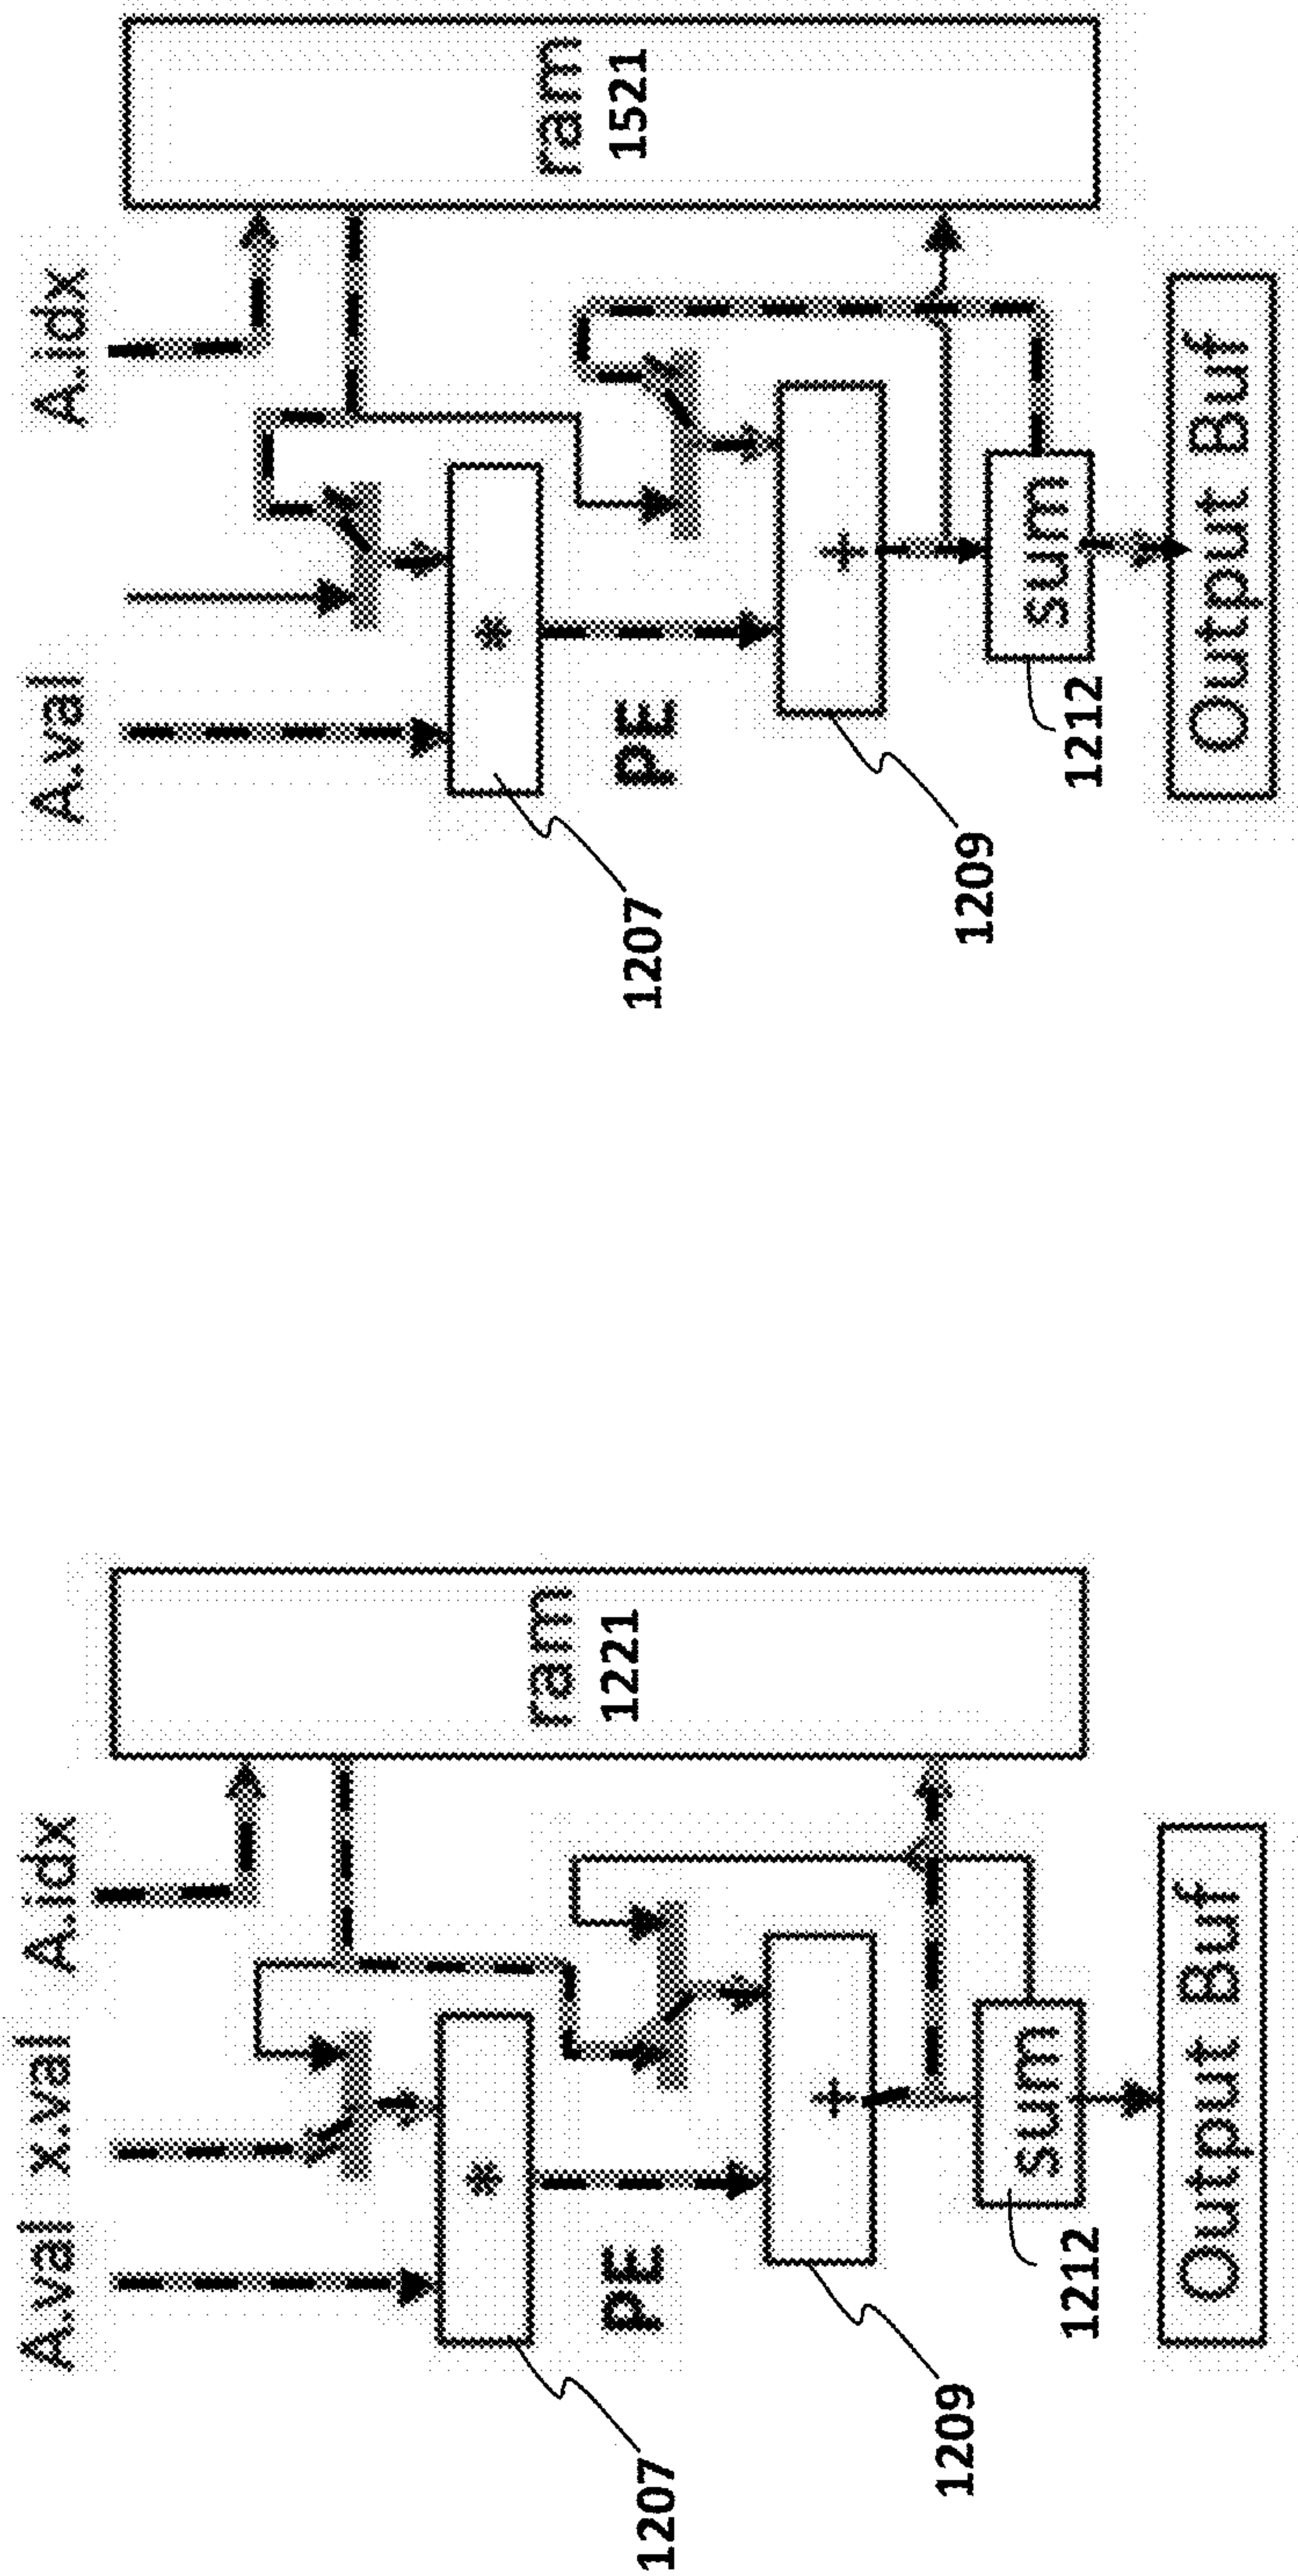 A.val x.val A.idx
ram
1221
*
1207
PE
+
1209
sum
1212
Output Buf
A.val A.idx
ram
1521
*
1207
PE
+
1209
sum
1212
Output Buf